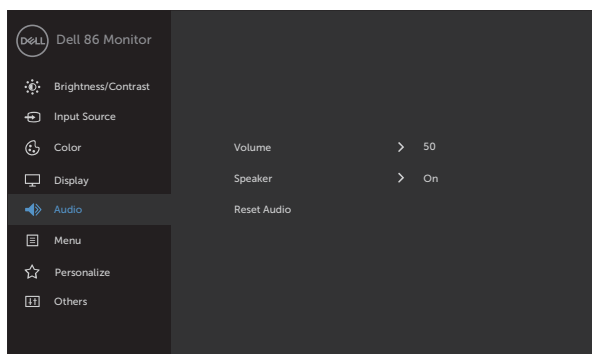 DELL Dell 86 Monitor
Brightness/Contrast
Input Source
Color
Volume 50
Display
Speaker On
Audio
Reset Audio
Menu
Personalize
Others